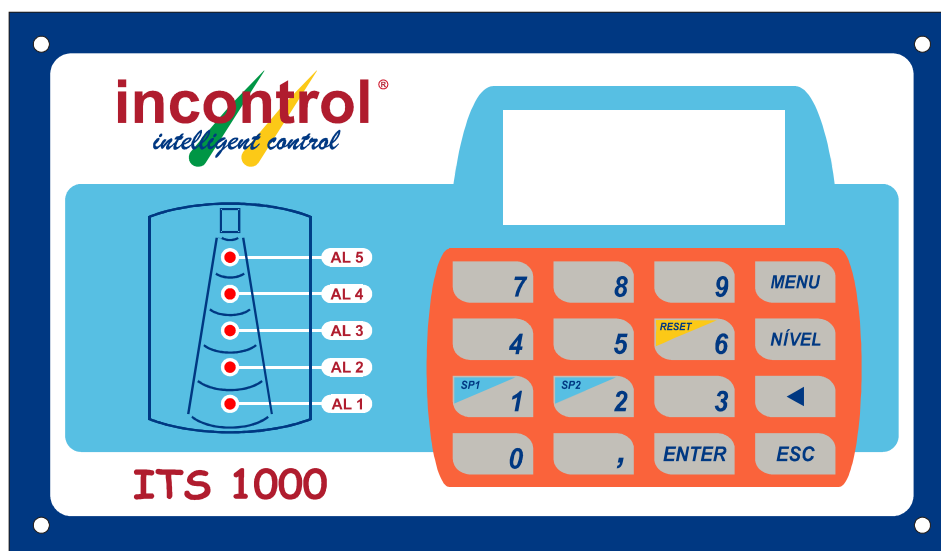 incontrol®
intelligent control
AL 5
AL 4
AL 3
AL 2
AL 1
ITS 1000
7 8 9 MENU
4 5 RESET 6 NÍVEL
SP1 1 SP2 2 3 ◀
0 , ENTER ESC